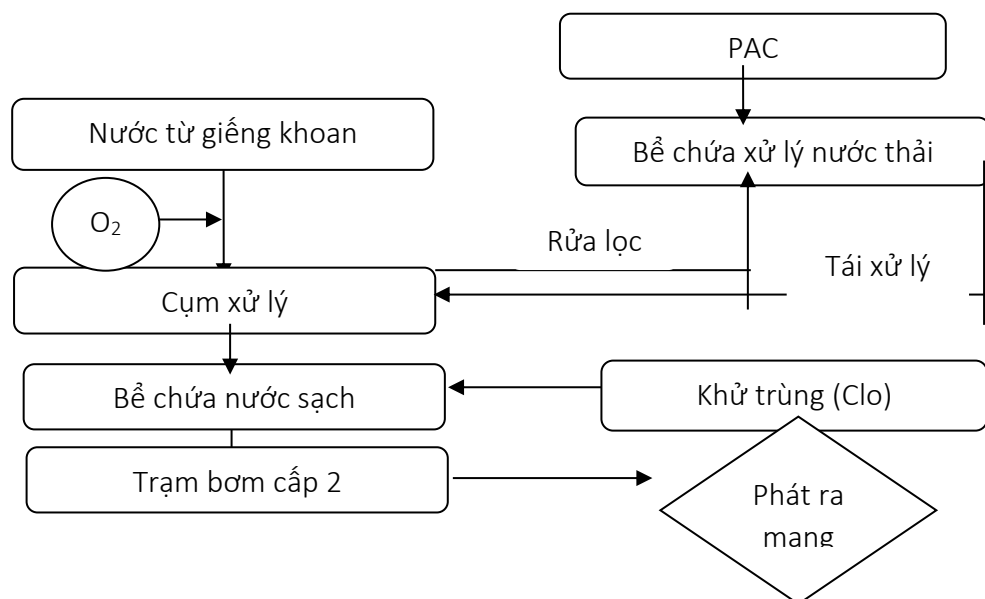 PAC
Nước từ giếng khoan
Bể chứa xử lý nước thải
O₂
Rửa lọc
Tái xử lý
Cụm xử lý
Bể chứa nước sạch
Khử trùng (Clo)
Trạm bơm cấp 2
Phát ra
mang